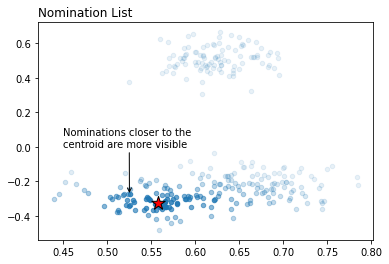 Nomination List
0.6
0.4
0.2
0.0
−0.2
−0.4
Nominations closer to the
centroid are more visible
0.45 0.50 0.55 0.60 0.65 0.70 0.75 0.80